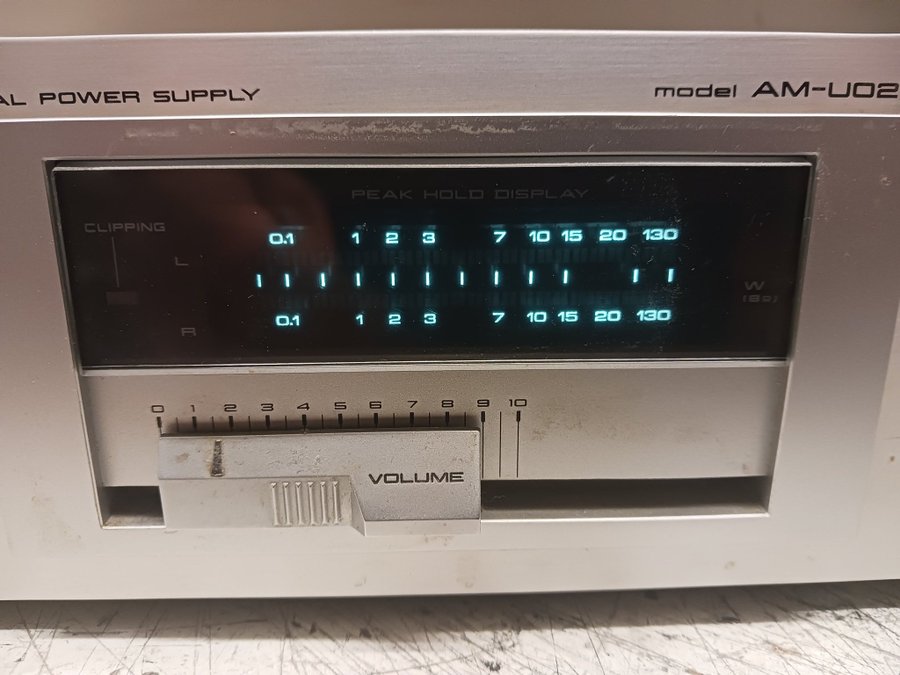 AL POWER SUPPLY
model AM-U02
PEAK HOLD DISPLAY
CLIPPING
0.1 1 2 3 7 10 15 20 130
L
W
(8Ω)
R
0.1 1 2 3 7 10 15 20 130
0 1 2 3 4 5 6 7 8 9 10
VOLUME